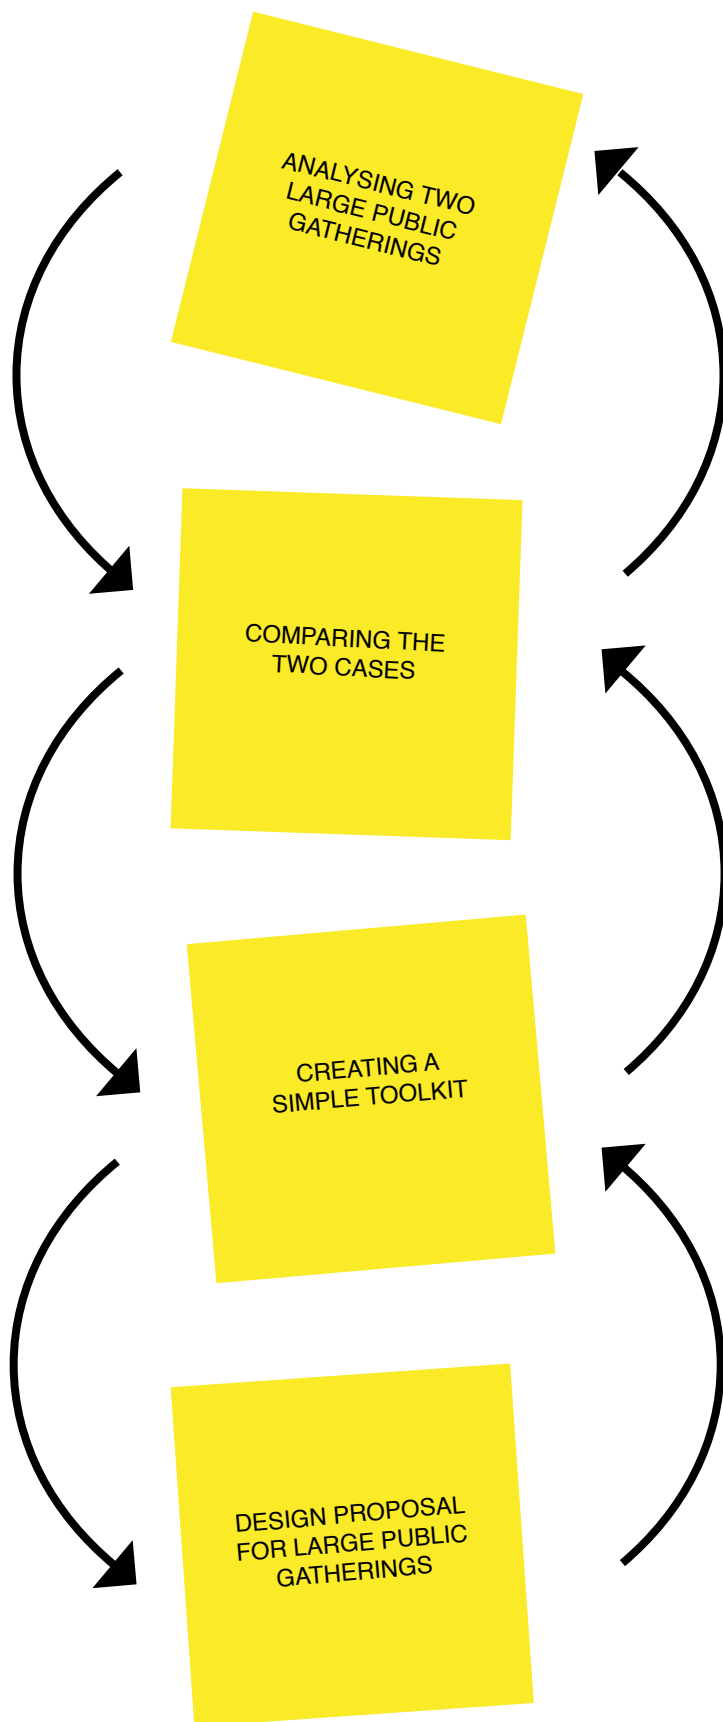 ANALYSING TWO
LARGE PUBLIC
GATHERINGS
COMPARING THE
TWO CASES
CREATING A
SIMPLE TOOLKIT
DESIGN PROPOSAL
FOR LARGE PUBLIC
GATHERINGS